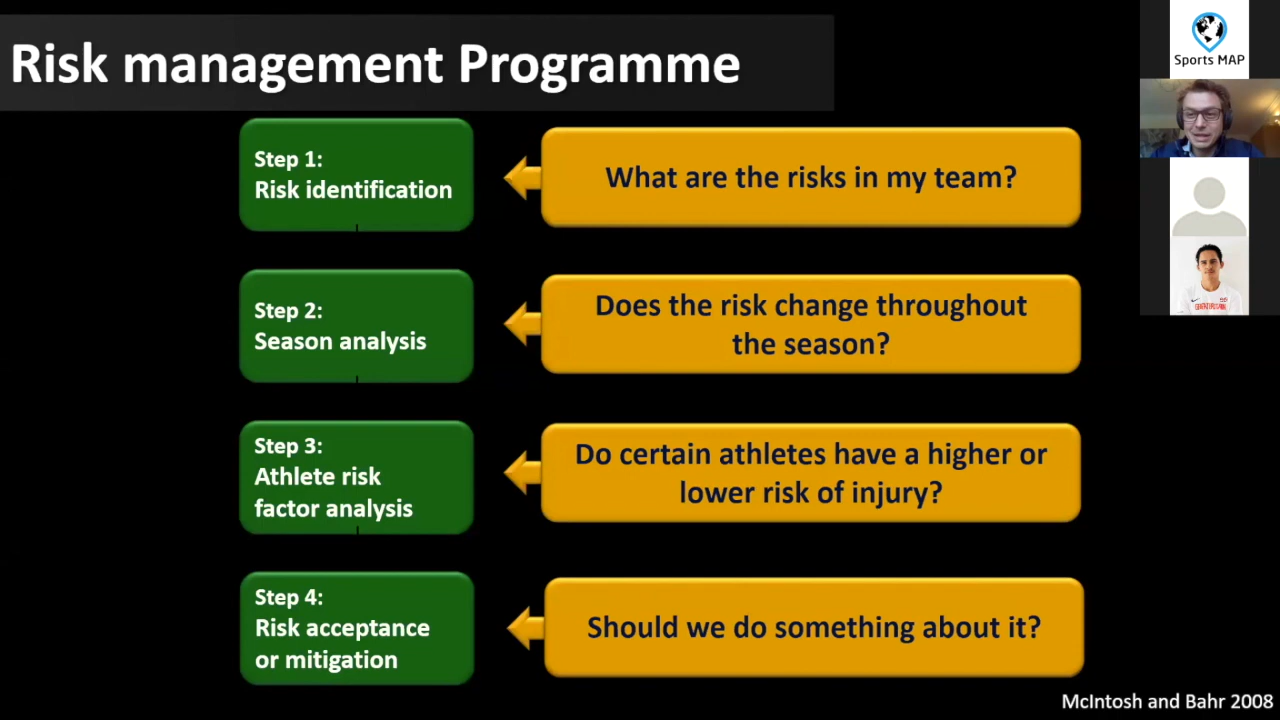 Risk management Programme
Sports MAP
Step 1:
Risk identification
What are the risks in my team?
Step 2:
Season analysis
Does the risk change throughout
the season?
Step 3:
Athlete risk
factor analysis
Do certain athletes have a higher or
lower risk of injury?
Step 4:
Risk acceptance
or mitigation
Should we do something about it?
McIntosh and Bahr 2008